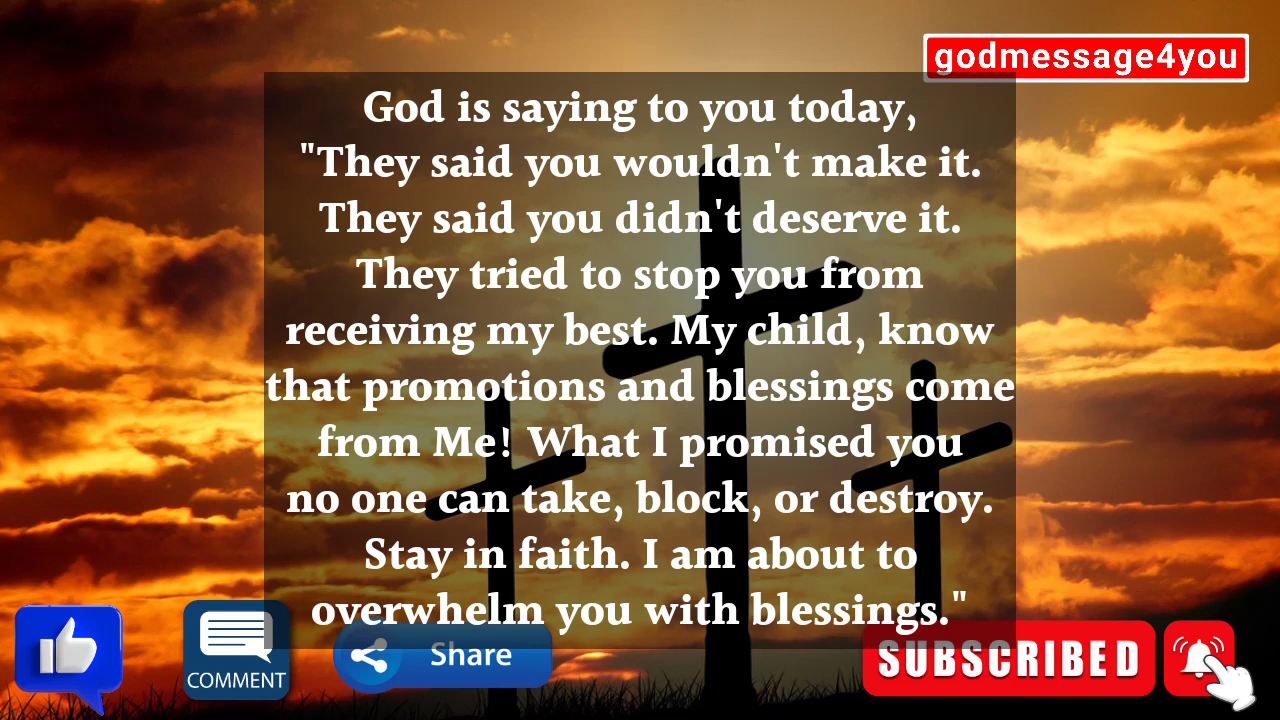 godmessage4you
God is saying to you today,
"They said you wouldn't make it.
They said you didn't deserve it.
They tried to stop you from
receiving my best. My child, know
that promotions and blessings come
from Me! What I promised you
no one can take, block, or destroy.
Stay in faith. I am about to
overwhelm you with blessings."
COMMENT
Share
SUBSCRIBED